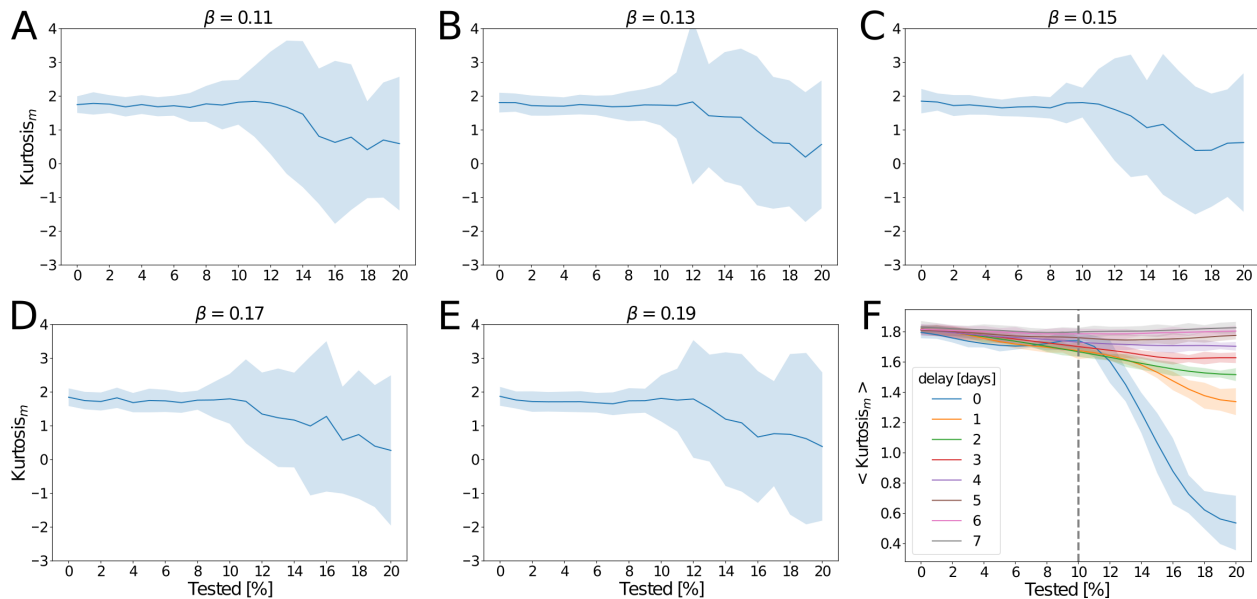 A
β = 0.11
Kurtosism
4
3
2
1
0
−1
−2
−3
0 2 4 6 8 10 12 14 16 18 20
B
β = 0.13
4
3
2
1
0
−1
−2
−3
0 2 4 6 8 10 12 14 16 18 20
C
β = 0.15
4
3
2
1
0
−1
−2
−3
0 2 4 6 8 10 12 14 16 18 20
D
β = 0.17
Kurtosism
4
3
2
1
0
−1
−2
−3
0 2 4 6 8 10 12 14 16 18 20
Tested [%]
E
β = 0.19
4
3
2
1
0
−1
−2
−3
0 2 4 6 8 10 12 14 16 18 20
Tested [%]
F
< Kurtosism >
1.8
1.6
1.4
1.2
1.0
0.8
0.6
0.4
delay [days]
0
1
2
3
4
5
6
7
0 2 4 6 8 10 12 14 16 18 20
Tested [%]